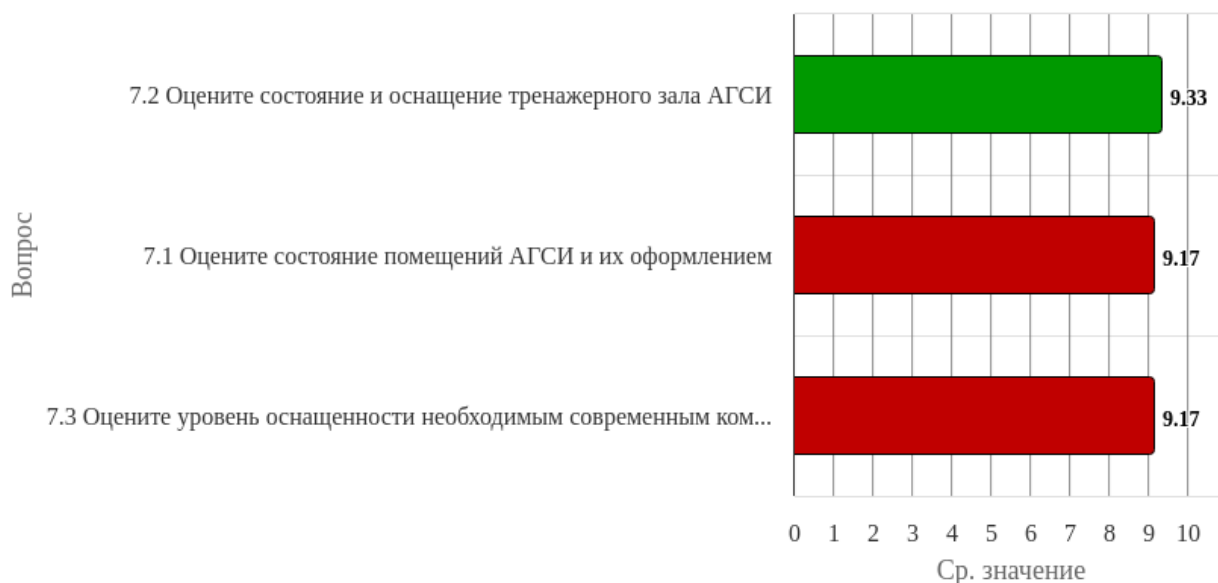 Вопрос
7.2 Оцените состояние и оснащение тренажерного зала АГСИ
9.33
7.1 Оцените состояние помещений АГСИ и их оформлением
9.17
7.3 Оцените уровень оснащенности необходимым современным ком...
9.17
0 1 2 3 4 5 6 7 8 9 10
Ср. значение